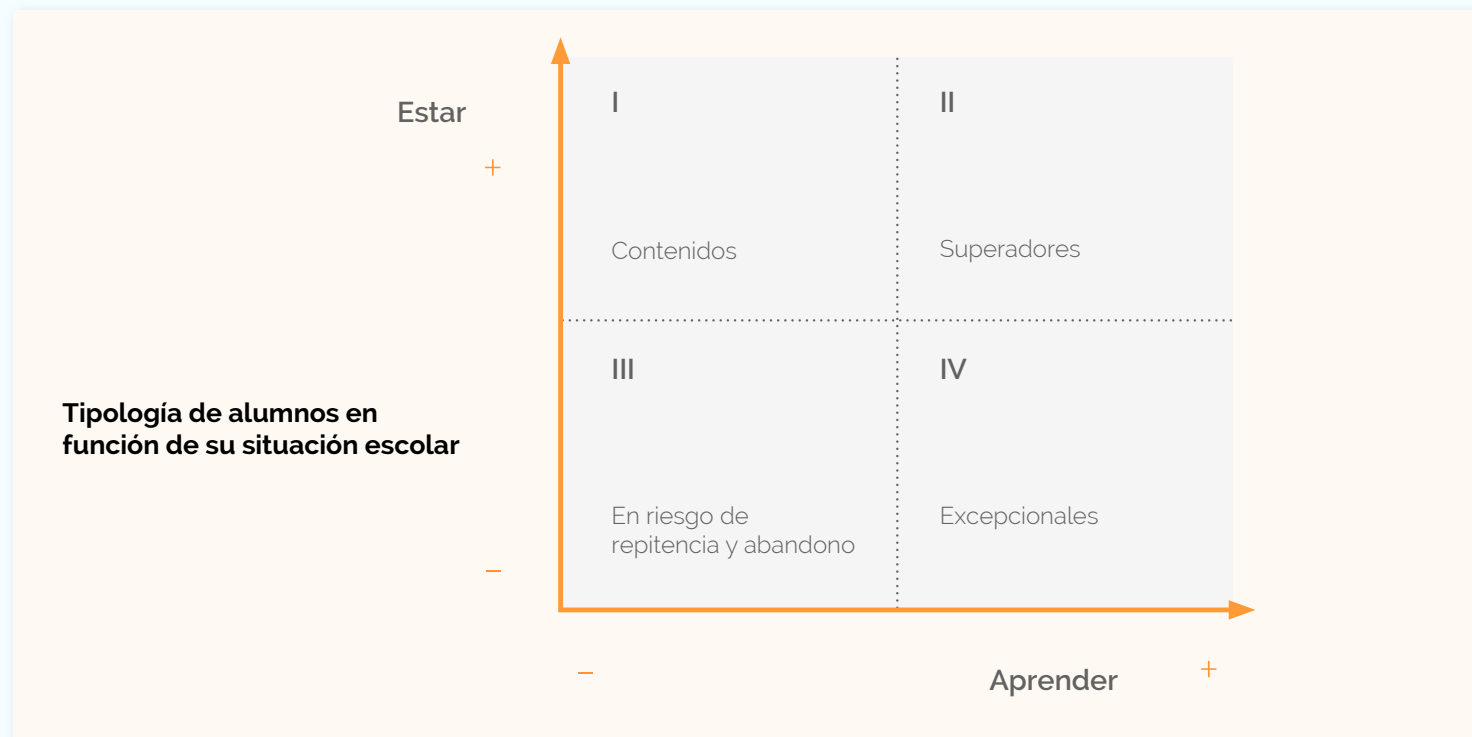 Estar
+
I
II
Contenidos
Superadores
Tipología de alumnos en
función de su situación escolar
III
IV
En riesgo de
repitencia y abandono
Excepcionales
–
–
Aprender
+